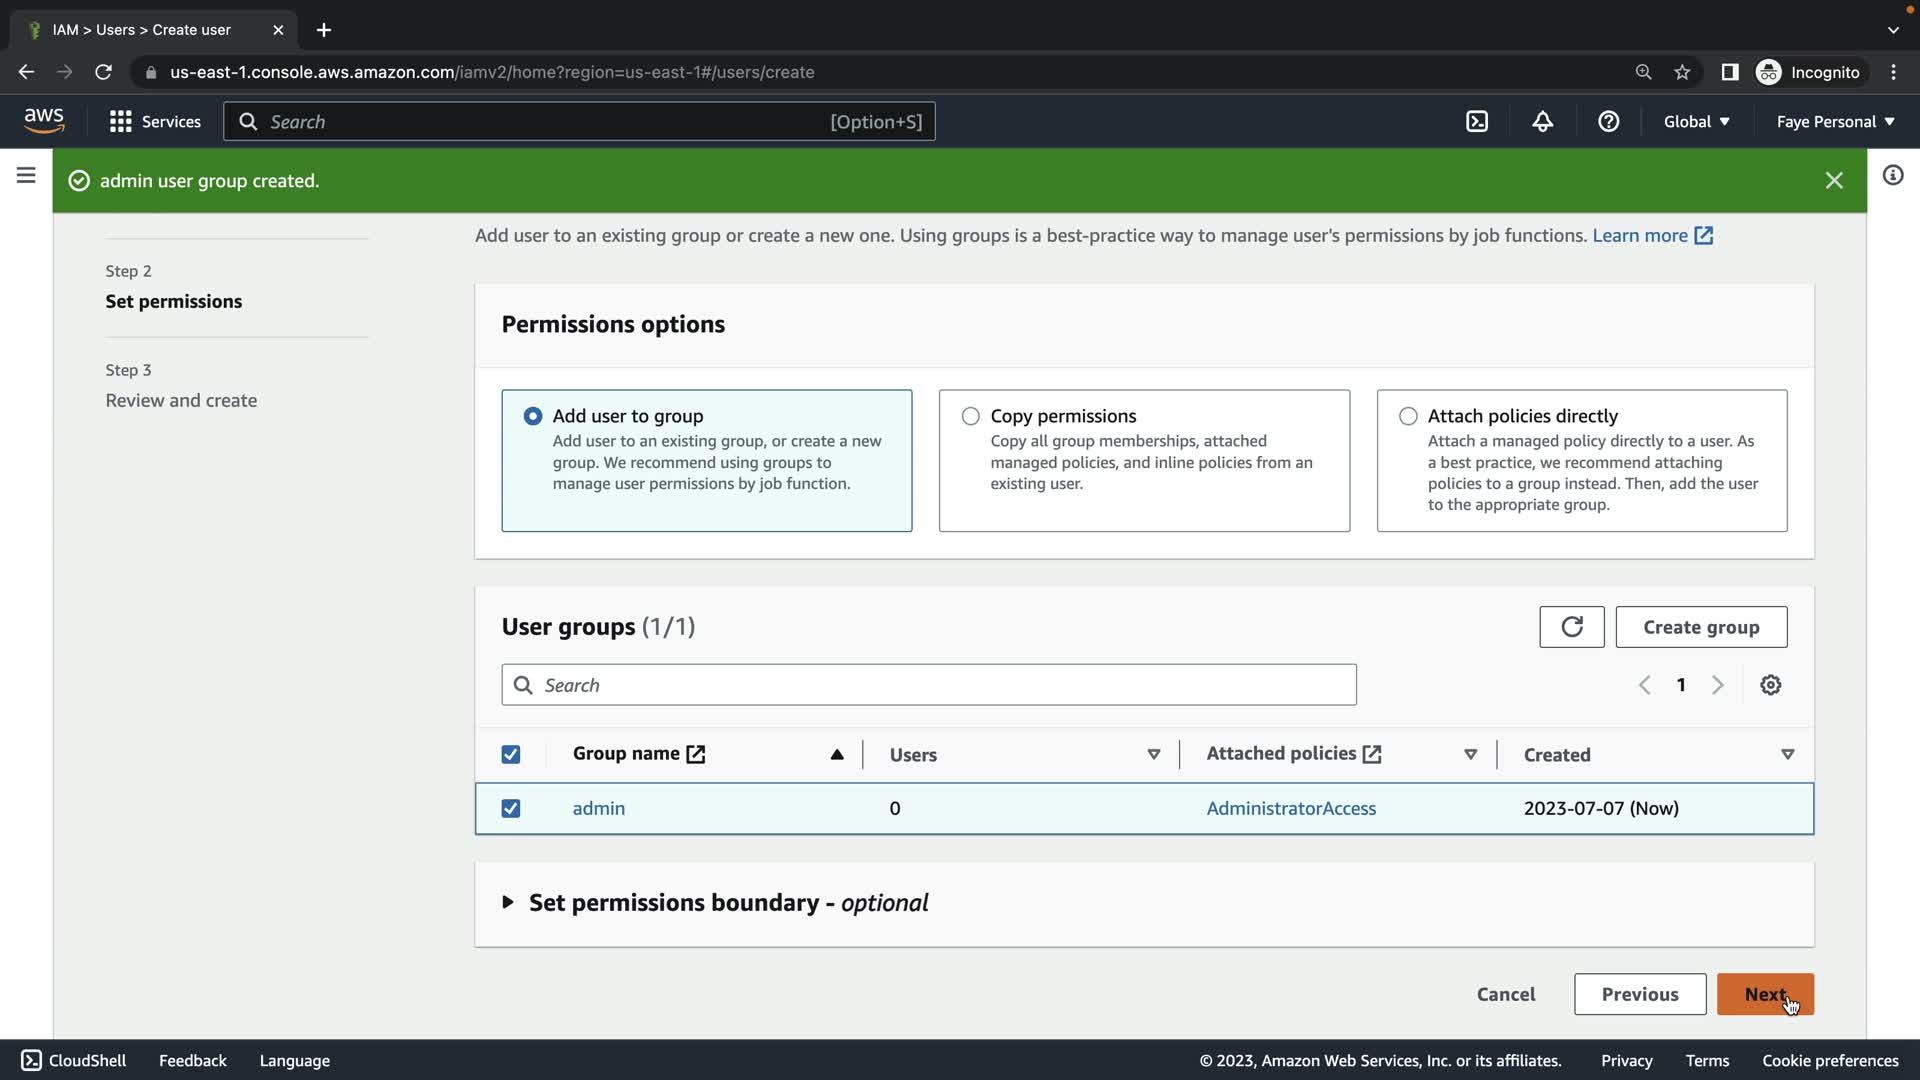 IAM > Users > Create user
us-east-1.console.aws.amazon.com/iamv2/home?region=us-east-1#/users/create
Incognito
aws
Services
Search
[Option+S]
Global
Faye Personal
admin user group created.
Add user to an existing group or create a new one. Using groups is a best-practice way to manage user's permissions by job functions. Learn more
Step 2
Set permissions
Step 3
Review and create
Permissions options
Add user to group
Add user to an existing group, or create a new
group. We recommend using groups to
manage user permissions by job function.
Copy permissions
Copy all group memberships, attached
managed policies, and inline policies from an
existing user.
Attach policies directly
Attach a managed policy directly to a user. As
a best practice, we recommend attaching
policies to a group instead. Then, add the user
to the appropriate group.
User groups (1/1)
Create group
Search
1
Group name
Users
Attached policies
Created
admin
0
AdministratorAccess
2023-07-07 (Now)
Set permissions boundary - optional
Cancel
Previous
Next
CloudShell
Feedback
Language
© 2023, Amazon Web Services, Inc. or its affiliates.
Privacy
Terms
Cookie preferences